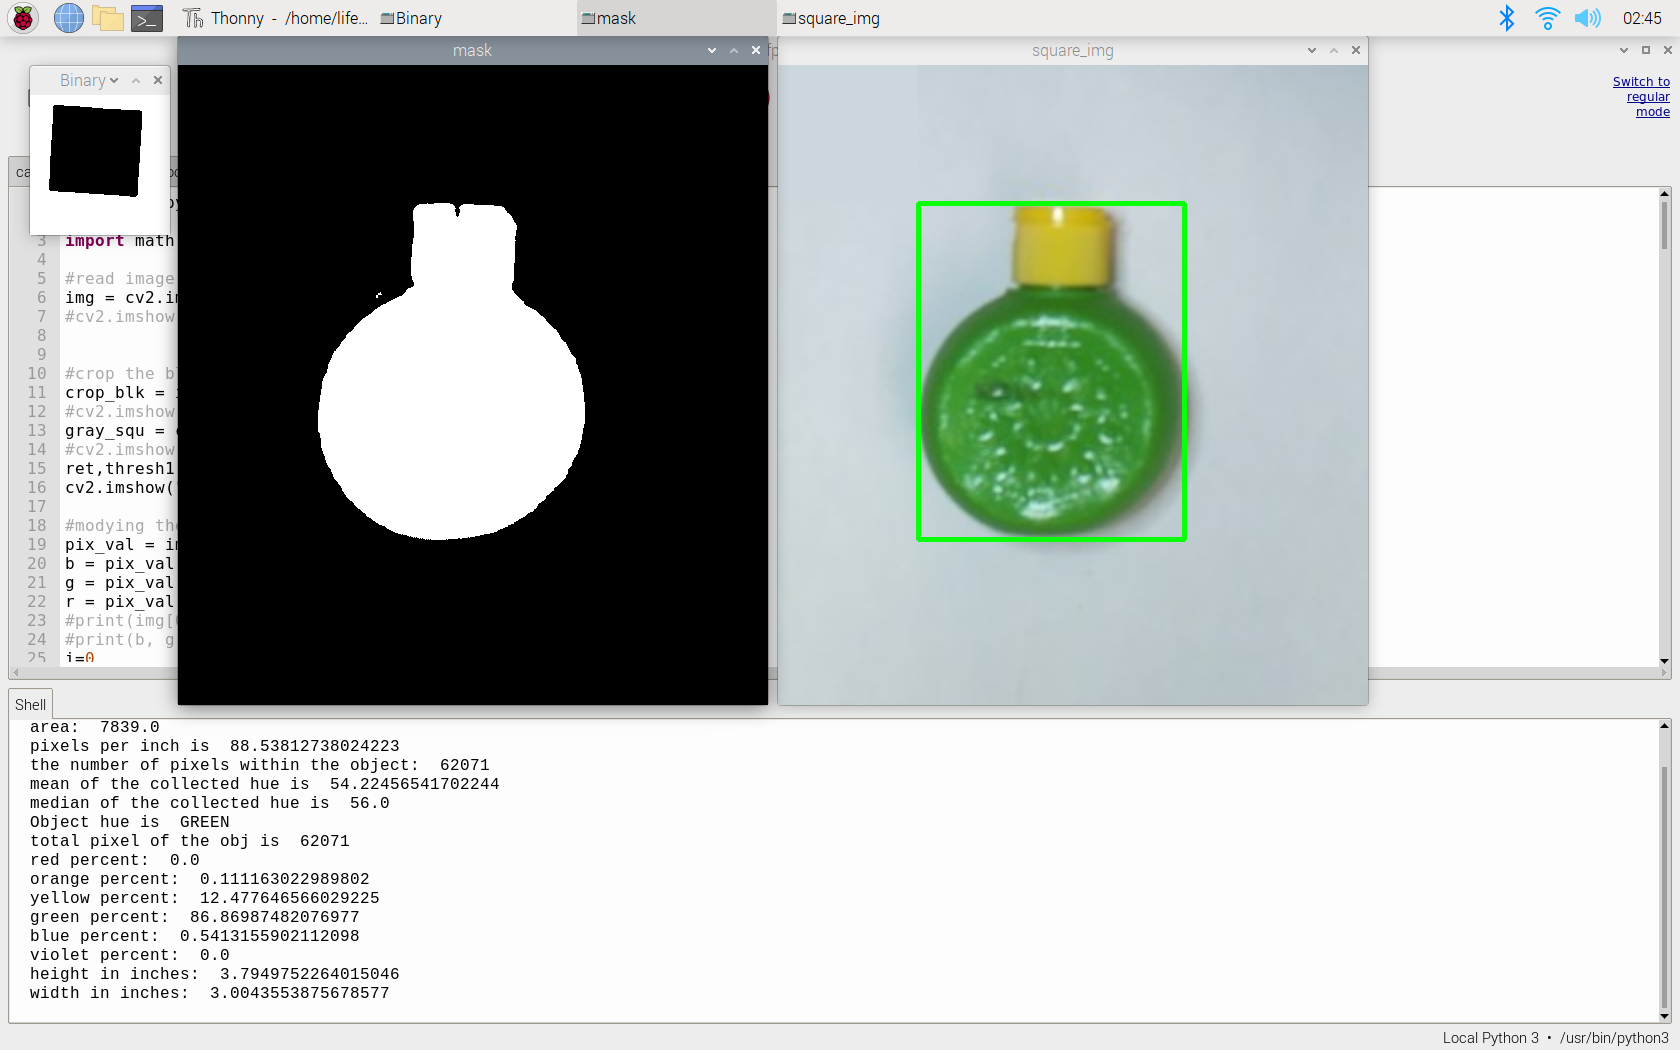 Thonny - /home/life... Binary mask square_img 02:45
mask
square_img
Binary
Switch to
regular
mode
3 import math
4
5 #read image
6 img = cv2.im
7 #cv2.imshow
8
9
10 #crop the bl
11 crop_blk = i
12 #cv2.imshow
13 gray_squ = c
14 #cv2.imshow
15 ret,thresh1
16 cv2.imshow('
17
18 #modying the
19 pix_val = im
20 b = pix_val
21 g = pix_val
22 r = pix_val
23 #print(img[
24 #print(b, g
25 i=0
Shell
area:  7839.0
pixels per inch is  88.53812738024223
the number of pixels within the object:  62071
mean of the collected hue is  54.22456541702244
median of the collected hue is  56.0
Object hue is  GREEN
total pixel of the obj is  62071
red percent:  0.0
orange percent:  0.111163022989802
yellow percent:  12.477646566029225
green percent:  86.86987482076977
blue percent:  0.5413155902112098
violet percent:  0.0
height in inches:  3.7949752264015046
width in inches:  3.0043553875678577
Local Python 3 • /usr/bin/python3